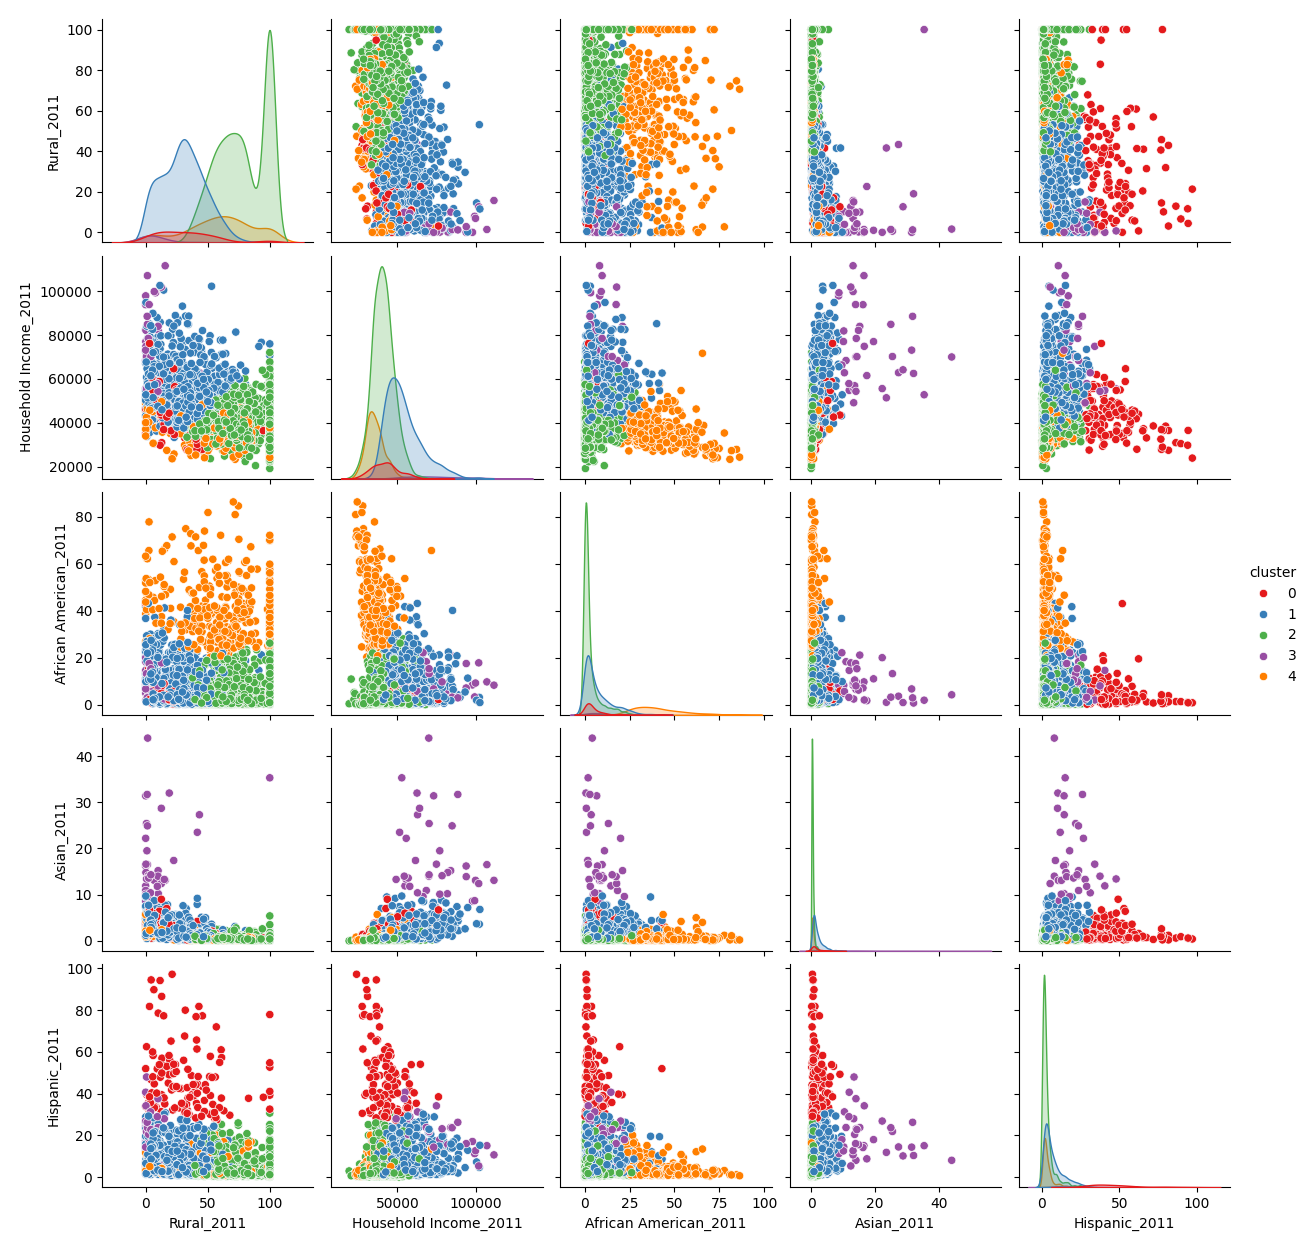 100
80
60
40
20
0
Rural_2011
100000
80000
60000
40000
20000
Household Income_2011
80
60
40
20
0
African American_2011
cluster
0
1
2
3
4
40
30
20
10
0
Asian_2011
100
80
60
40
20
0
Hispanic_2011
0 50 100
50000 100000
0 25 50 75 100
0 20 40
0 50 100
Rural_2011
Household Income_2011
African American_2011
Asian_2011
Hispanic_2011